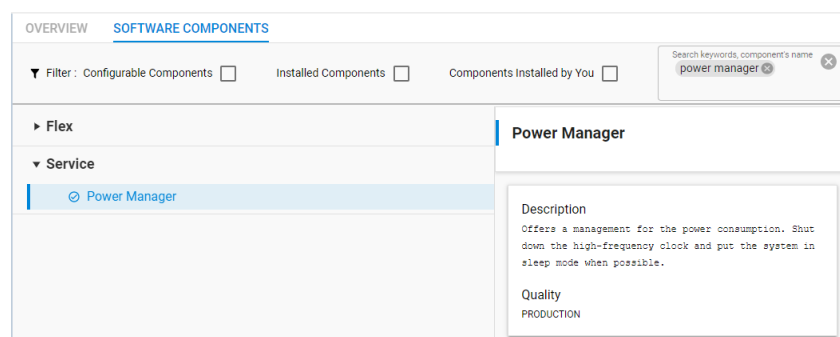 OVERVIEW SOFTWARE COMPONENTS
Filter : Configurable Components Installed Components Components Installed by You
Search keywords, component's name
power manager
Flex
Service
Power Manager
Power Manager
Description
Offers a management for the power consumption. Shut
down the high-frequency clock and put the system in
sleep mode when possible.
Quality
PRODUCTION